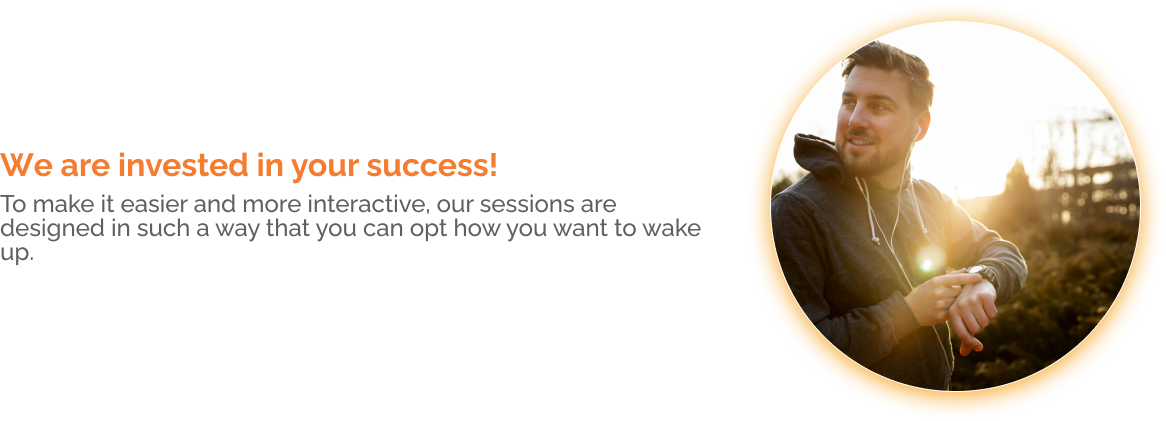 We are invested in your success!
To make it easier and more interactive, our sessions are
designed in such a way that you can opt how you want to wake
up.